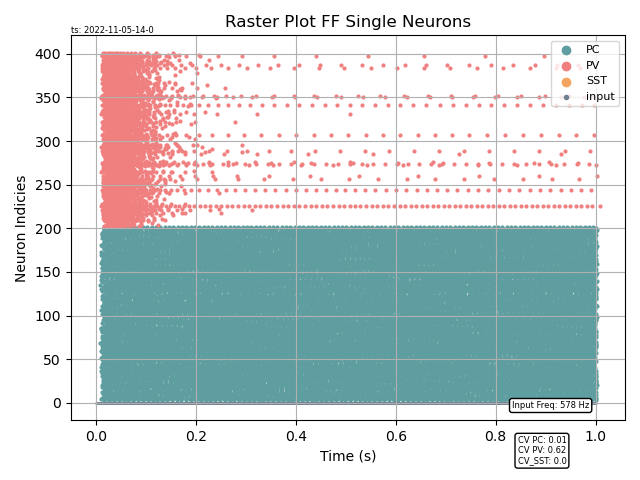 Raster Plot FF Single Neurons
ts: 2022-11-05-14-0
PC
PV
SST
input
Neuron Indicies
400
350
300
250
200
150
100
50
0
Input Freq: 578 Hz
0.0 0.2 0.4 0.6 0.8 1.0
Time (s)
CV PC: 0.01
CV PV: 0.62
CV_SST: 0.0